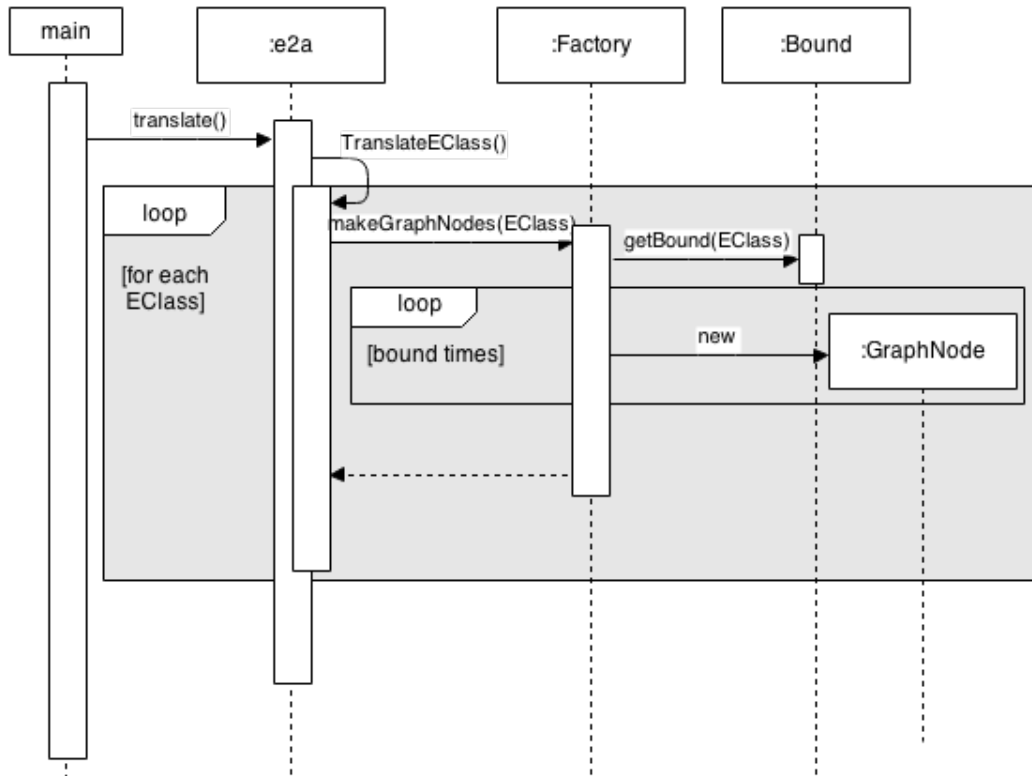 main
:e2a
:Factory
:Bound
translate()
TranslateEClass()
loop
makeGraphNodes(EClass)
getBound(EClass)
[for each
EClass]
loop
new
:GraphNode
[bound times]